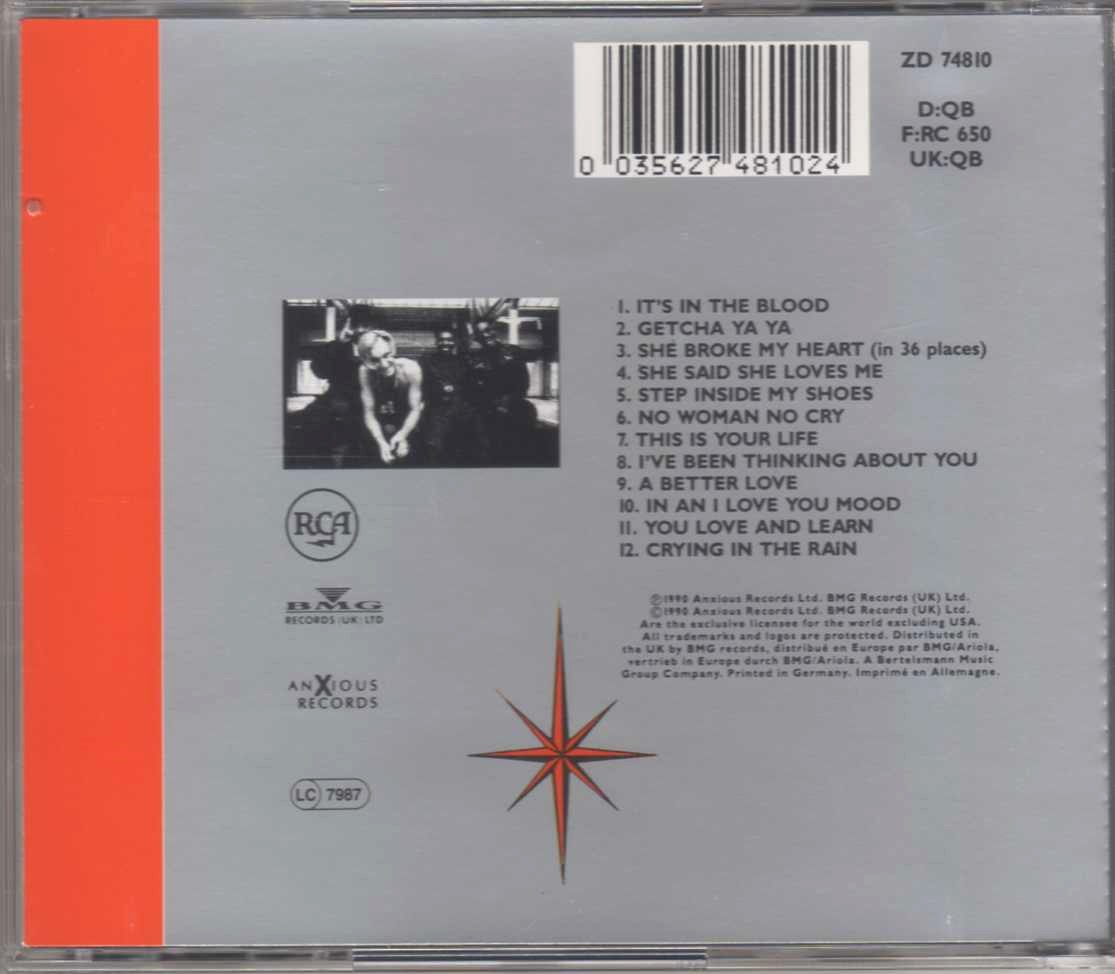 0 035627 481024
ZD 74810
D:QB
F:RC 650
UK:QB
1. IT'S IN THE BLOOD
2. GETCHA YA YA
3. SHE BROKE MY HEART (in 36 places)
4. SHE SAID SHE LOVES ME
5. STEP INSIDE MY SHOES
6. NO WOMAN NO CRY
7. THIS IS YOUR LIFE
8. I'VE BEEN THINKING ABOUT YOU
9. A BETTER LOVE
10. IN AN I LOVE YOU MOOD
11. YOU LOVE AND LEARN
12. CRYING IN THE RAIN
RCA
BMG
RECORDS (UK) LTD
ANXIOUS
RECORDS
LC 7987
℗1990 Anxious Records Ltd. BMG Records (UK) Ltd.
©1990 Anxious Records Ltd. BMG Records (UK) Ltd.
Are the exclusive licensee for the world excluding USA.
All trademarks and logos are protected. Distributed in
the UK by BMG records, distribué en Europe par BMG/Ariola,
vertrieb in Europe durch BMG/Ariola. A Bertelsmann Music
Group Company. Printed in Germany. Imprimé en Allemagne.